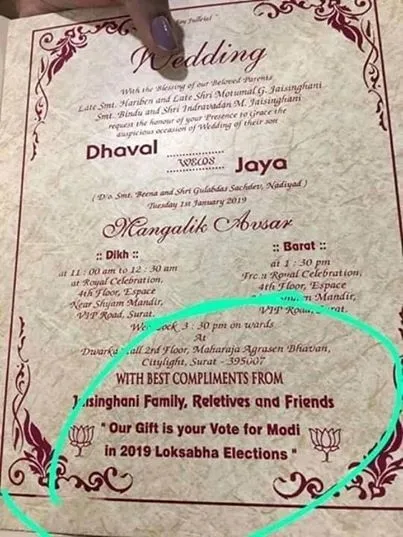 Wedding
With the Blessing of our Beloved Parents
Late Smt. Hariben and Late Shri Motumal G. Jaisinghani
Smt. Bindu and Shri Indravadan M. Jaisinghani
request the honour of your Presence to Grace the
auspicious occasion of Wedding of their son
Dhaval
Weds
Jaya
( D/o. Smt. Beena and Shri Gulabdas Sachdev, Nadiyad )
Tuesday 1st January 2019
Mangalik Avsar
:: Dikh ::
at 11 : 00 am to 12 : 30 am
at Royal Celebration,
4th Floor, Espace
Near Shyam Mandir,
VIP Road, Surat.
:: Barat ::
at 1 : 30 pm
Royal Celebration,
4th Floor, Espace
Mandir,
VIP Road, Surat.
3 : 30 pm on wards
At
Dwarka 2nd Floor, Maharaja Agrasen Bhavan,
Citylight, Surat - 395007
WITH BEST COMPLIMENTS FROM
Jaisinghani Family, Reletives and Friends
" Our Gift is your Vote for Modi
in 2019 Loksabha Elections "